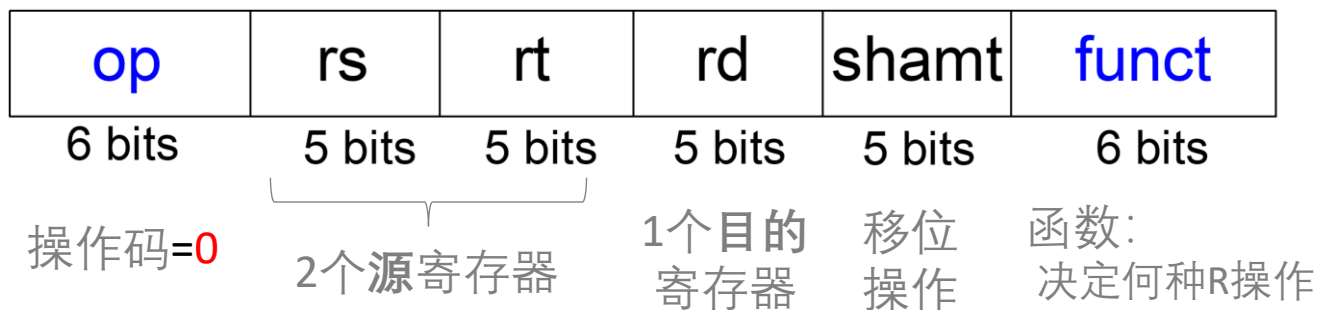 op rs rt rd shamt funct
6 bits 5 bits 5 bits 5 bits 5 bits 6 bits
操作码=0
2个源寄存器
1个目的
寄存器
移位
操作
函数:
决定何种R操作